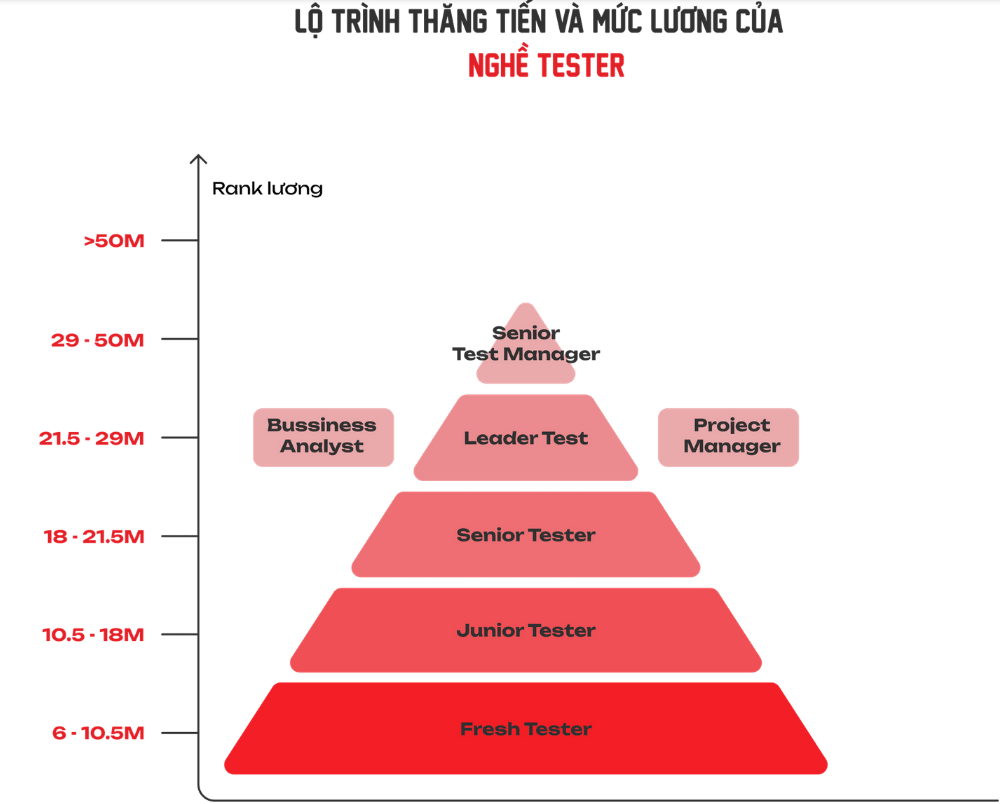 LỘ TRÌNH THĂNG TIẾN VÀ MỨC LƯƠNG CỦA
NGHỀ TESTER
Rank lương
>50M
29 - 50M
Senior
Test Manager
21.5 - 29M
Bussiness
Analyst
Leader Test
Project
Manager
18 - 21.5M
Senior Tester
10.5 - 18M
Junior Tester
6 - 10.5M
Fresh Tester